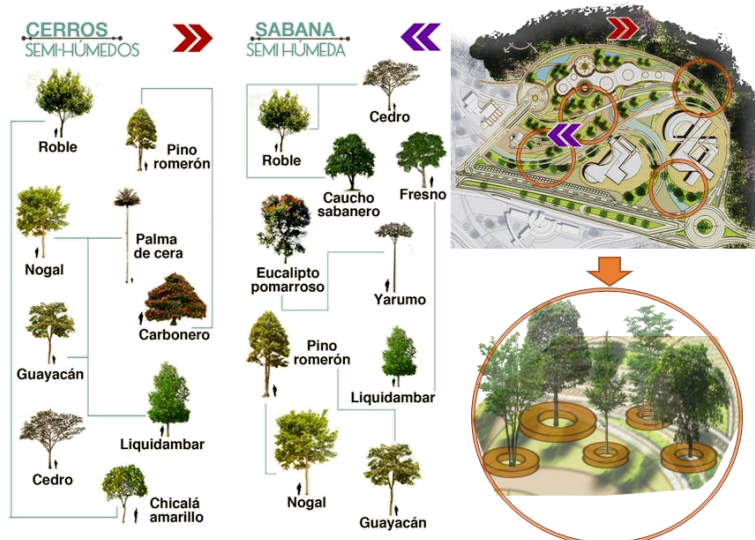 CERROS
SEMI-HÚMEDOS
Roble
Pino
romerón
Nogal
Palma
de cera
Carbonero
Guayacán
Liquidambar
Cedro
Chicalá
amarillo
SABANA
SEMI HÚMEDA
Cedro
Roble
Caucho
sabanero
Fresno
Eucalipto
pomarroso
Yarumo
Pino
romerón
Liquidambar
Nogal
Guayacán